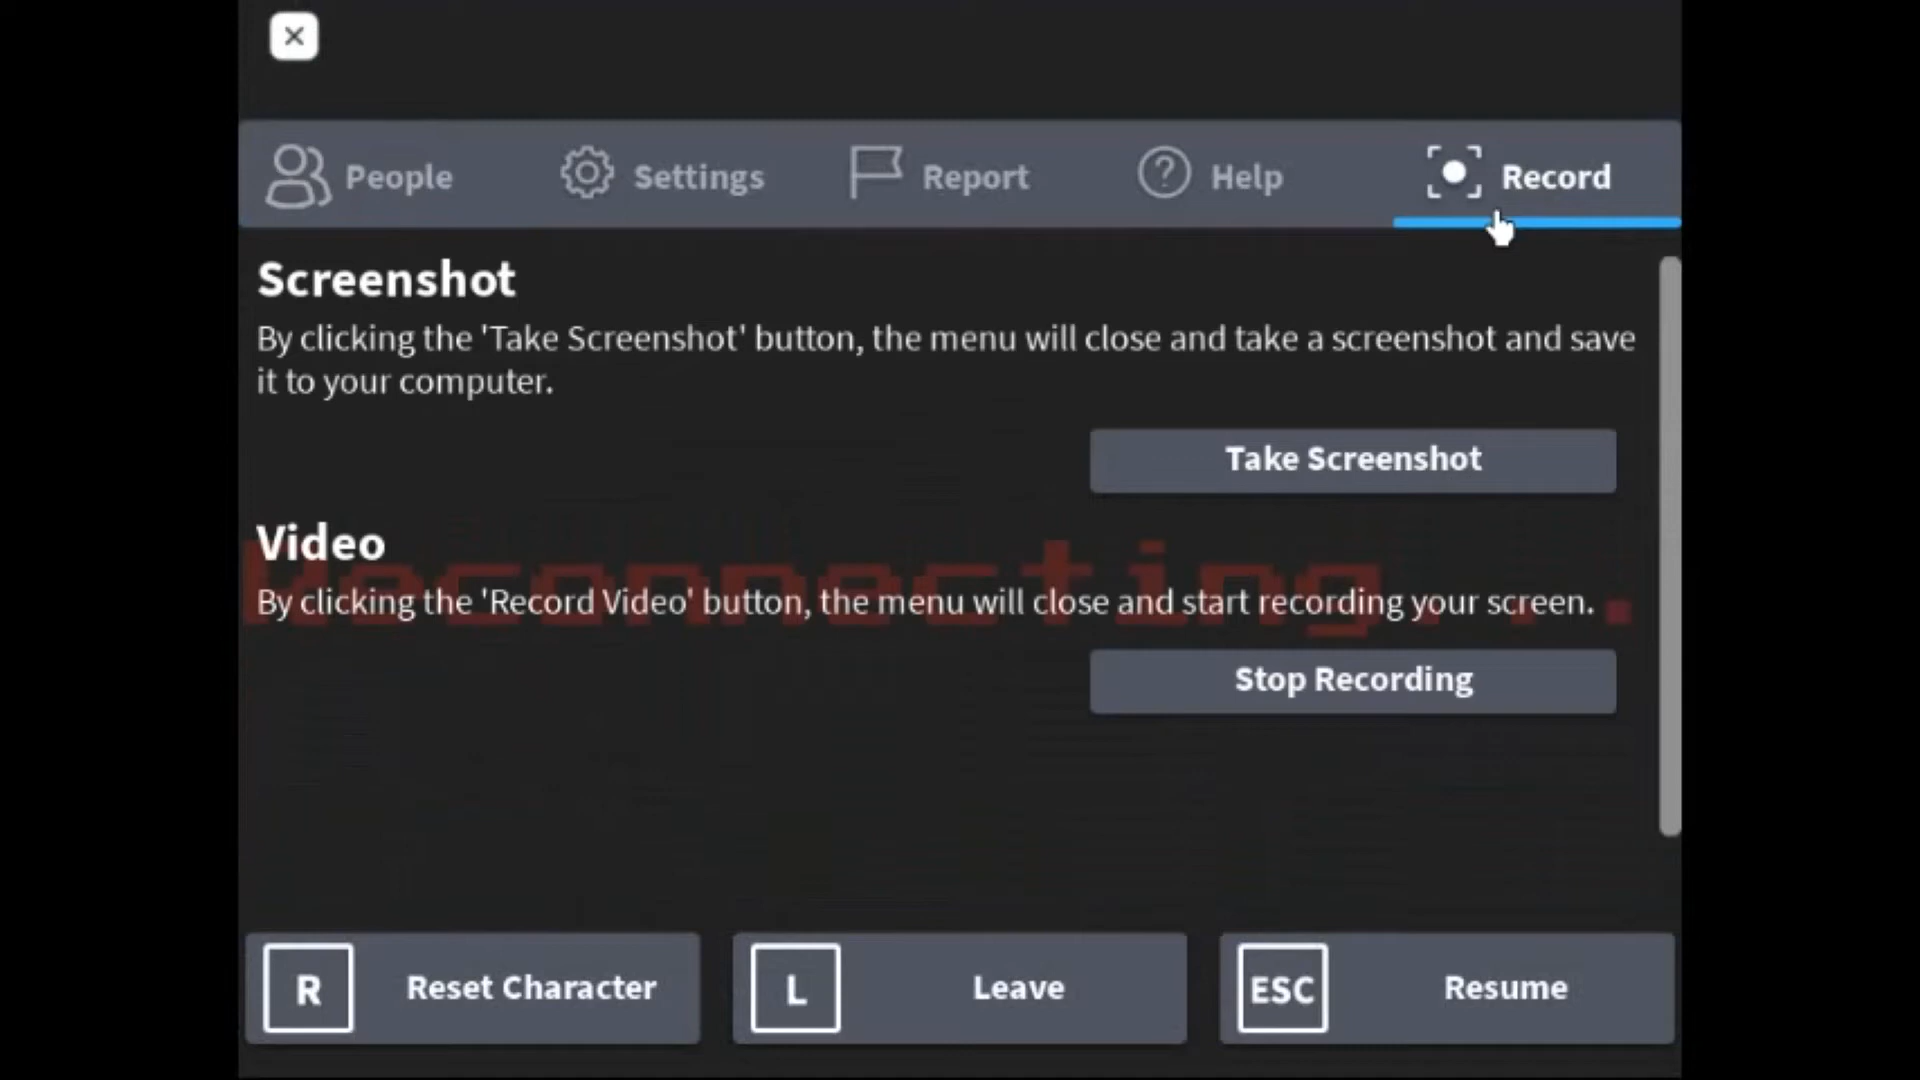 People Settings Report Help Record
Screenshot
By clicking the 'Take Screenshot' button, the menu will close and take a screenshot and save
it to your computer.
Take Screenshot
Video
Reconnecting...
By clicking the 'Record Video' button, the menu will close and start recording your screen.
Stop Recording
R Reset Character L Leave ESC Resume